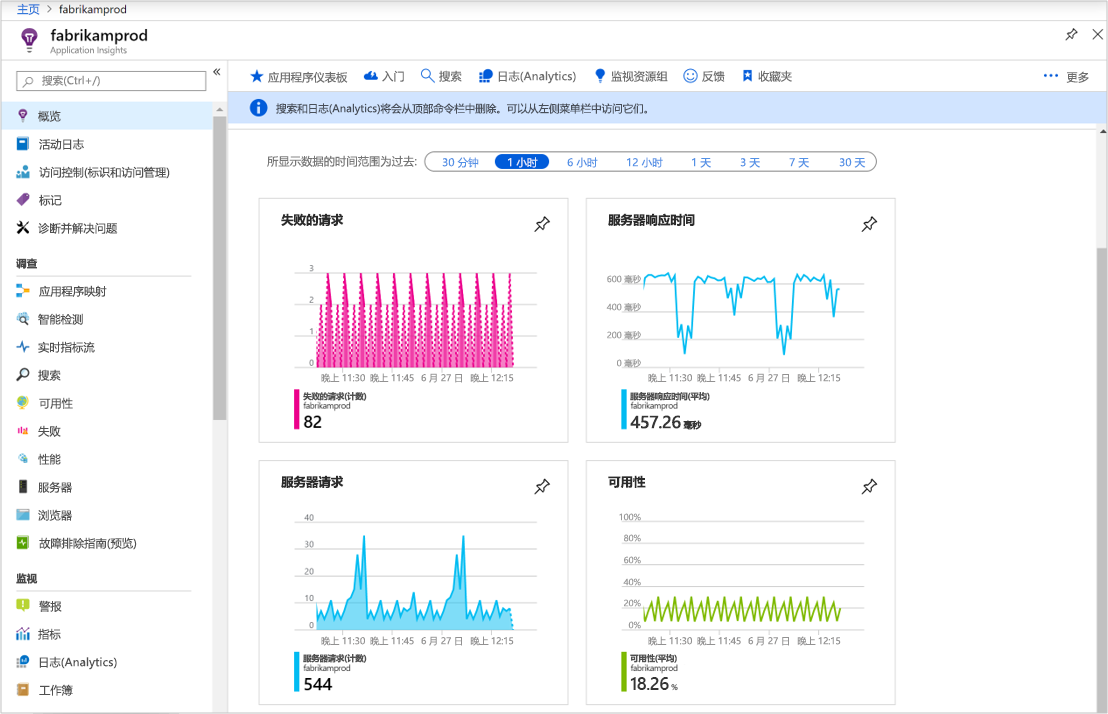 主页 > fabrikamprod
fabrikamprod
Application Insights
搜索(Ctrl+/)
«
概览
活动日志
访问控制(标识和访问管理)
标记
诊断并解决问题
调查
应用程序映射
智能检测
实时指标流
搜索
可用性
失败
性能
服务器
浏览器
故障排除指南(预览)
监视
警报
指标
日志(Analytics)
工作簿
应用程序仪表板 入门 搜索 日志(Analytics) 监视资源组 反馈 收藏夹 ··· 更多
搜索和日志(Analytics)将会从顶部命令栏中删除。可以从左侧菜单栏中访问它们。
所显示数据的时间范围为过去: 30 分钟 1 小时 6 小时 12 小时 1 天 3 天 7 天 30 天
失败的请求
3
2
1
0
晚上 11:30 晚上 11:45 6 月 27 日 晚上 12:15
失败的请求(计数)
fabrikamprod
82
服务器响应时间
600 毫秒
400 毫秒
200 毫秒
0 毫秒
晚上 11:30 晚上 11:45 6 月 27 日 晚上 12:15
服务器响应时间(平均)
fabrikamprod
457.26 毫秒
服务器请求
40
30
20
10
0
晚上 11:30 晚上 11:45 6 月 27 日 晚上 12:15
服务器请求(计数)
fabrikamprod
544
可用性
100%
80%
60%
40%
20%
0%
晚上 11:30 晚上 11:45 6 月 27 日 晚上 12:15
可用性(平均)
fabrikamprod
18.26 %